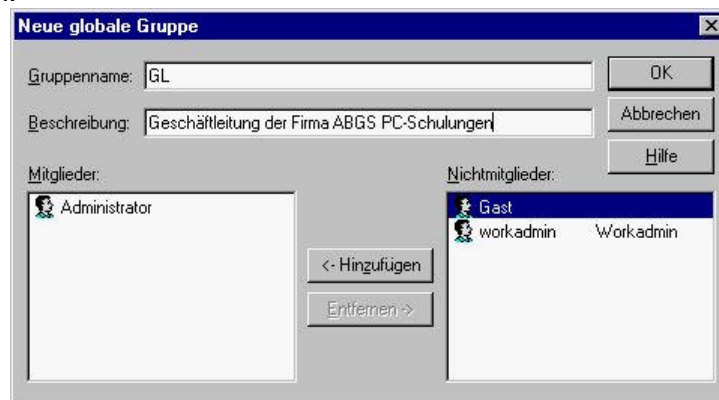 Neue globale Gruppe
Gruppenname: GL
OK
Beschreibung: Geschäftleitung der Firma ABGS PC-Schulungen
Abbrechen
Hilfe
Mitglieder:
Nichtmitglieder:
Administrator
Gast
workadmin Workadmin
<- Hinzufügen
Entfernen ->